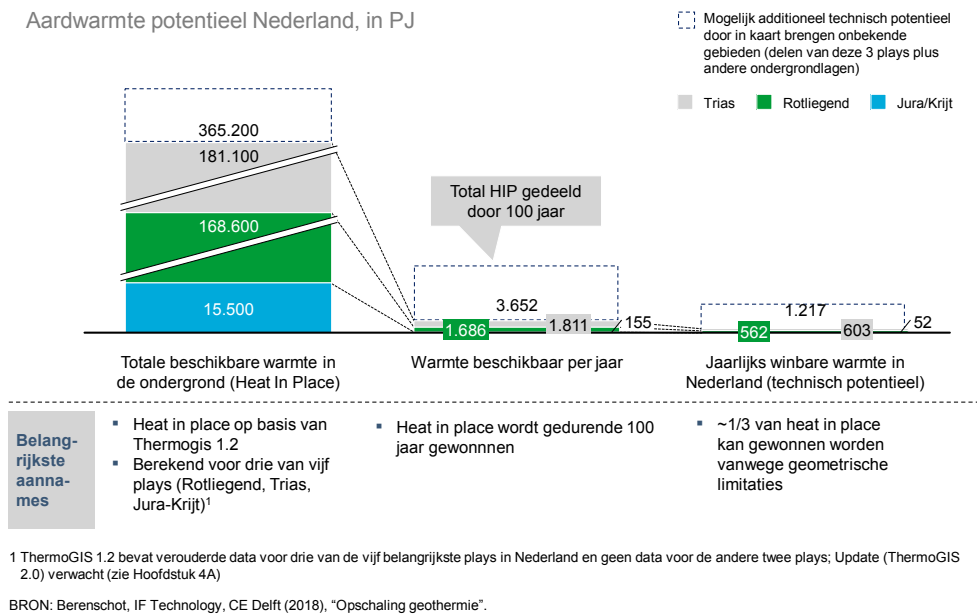 Aardwarmte potentieel Nederland, in PJ
Mogelijk additioneel technisch potentieel
door in kaart brengen onbekende
gebieden (delen van deze 3 plays plus
andere ondergrondlagen)
Trias
Rotliegend
Jura/Krijt
365.200
181.100
168.600
15.500
Total HIP gedeeld
door 100 jaar
3.652
1.686
1.811
155
1.217
562
603
52
Totale beschikbare warmte in
de ondergrond (Heat In Place)
Warmte beschikbaar per jaar
Jaarlijks winbare warmte in
Nederland (technisch potentieel)
Belang-
rijkste
aanna-
mes
▪ Heat in place op basis van
Thermogis 1.2
▪ Berekend voor drie van vijf
plays (Rotliegend, Trias,
Jura-Krijt)¹
▪ Heat in place wordt gedurende 100
jaar gewonnnen
▪ ~1/3 van heat in place
kan gewonnen worden
vanwege geometrische
limitaties
1 ThermoGIS 1.2 bevat verouderde data voor drie van de vijf belangrijkste plays in Nederland en geen data voor de andere twee plays; Update (ThermoGIS
2.0) verwacht (zie Hoofdstuk 4A)
BRON: Berenschot, IF Technology, CE Delft (2018), “Opschaling geothermie”.